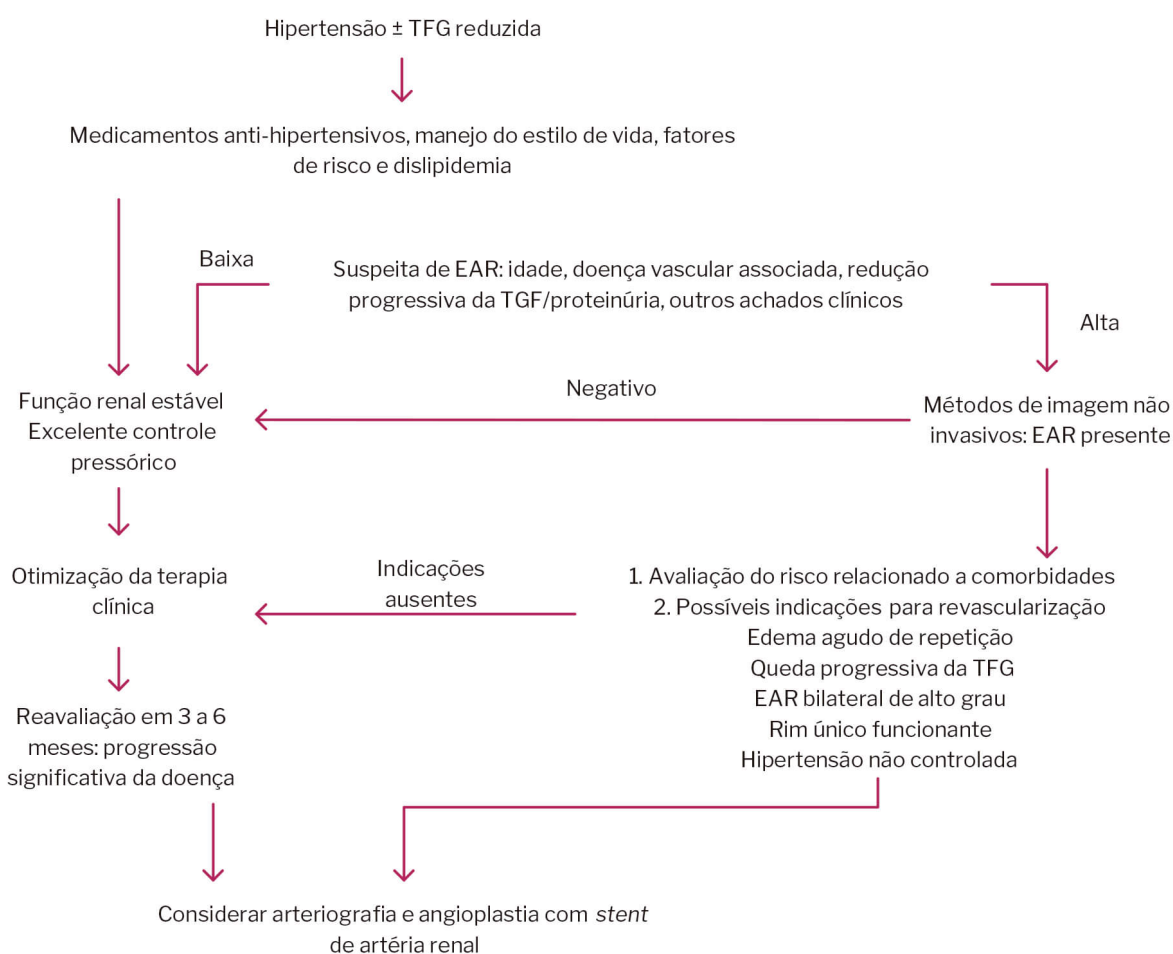 Hipertensão ± TFG reduzida
Medicamentos anti-hipertensivos, manejo do estilo de vida, fatores
de risco e dislipidemia
Baixa
Suspeita de EAR: idade, doença vascular associada, redução
progressiva da TGF/proteinúria, outros achados clínicos
Alta
Função renal estável
Excelente controle
pressórico
Negativo
Métodos de imagem não
invasivos: EAR presente
Otimização da terapia
clínica
Indicações
ausentes
1. Avaliação do risco relacionado a comorbidades
2. Possíveis indicações para revascularização
Edema agudo de repetição
Queda progressiva da TFG
EAR bilateral de alto grau
Rim único funcionante
Hipertensão não controlada
Reavaliação em 3 a 6
meses: progressão
significativa da doença
Considerar arteriografia e angioplastia com stent
de artéria renal